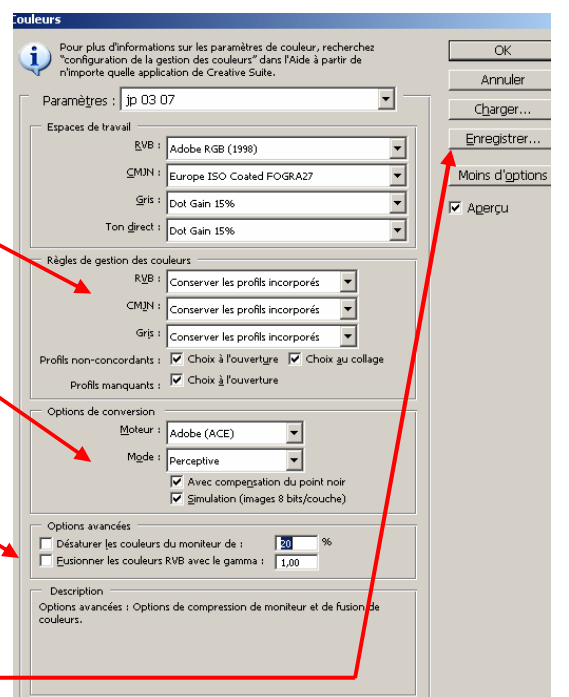 Couleurs
Pour plus d'informations sur les paramètres de couleur, recherchez
"configuration de la gestion des couleurs" dans l'Aide à partir de
n'importe quelle application de Creative Suite.
Paramètres : jp 03 07
OK
Annuler
Charger...
Enregistrer...
Moins d'options
Aperçu
Espaces de travail
RVB : Adobe RGB (1998)
CMJN : Europe ISO Coated FOGRA27
Gris : Dot Gain 15%
Ton direct : Dot Gain 15%
Règles de gestion des couleurs
RVB : Conserver les profils incorporés
CMJN : Conserver les profils incorporés
Gris : Conserver les profils incorporés
Profils non-concordants : Choix à l'ouverture Choix au collage
Profils manquants : Choix à l'ouverture
Options de conversion
Moteur : Adobe (ACE)
Mode : Perceptive
Avec compensation du point noir
Simulation (images 8 bits/couche)
Options avancées
Désaturer les couleurs du moniteur de : 20 %
Fusionner les couleurs RVB avec le gamma : 1,00
Description
Options avancées : Options de compression de moniteur et de fusion de
couleurs.